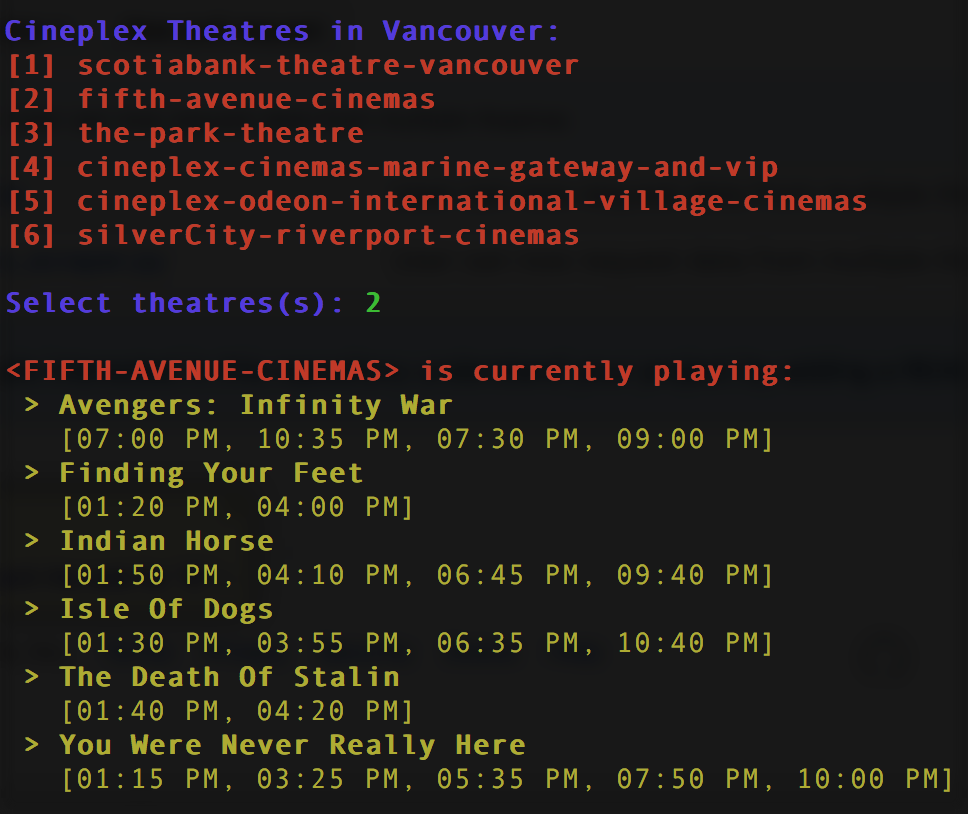 Cineplex Theatres in Vancouver:
[1] scotiabank-theatre-vancouver
[2] fifth-avenue-cinemas
[3] the-park-theatre
[4] cineplex-cinemas-marine-gateway-and-vip
[5] cineplex-odeon-international-village-cinemas
[6] silverCity-riverport-cinemas
Select theatres(s): 2
<FIFTH-AVENUE-CINEMAS> is currently playing:
> Avengers: Infinity War
[07:00 PM, 10:35 PM, 07:30 PM, 09:00 PM]
> Finding Your Feet
[01:20 PM, 04:00 PM]
> Indian Horse
[01:50 PM, 04:10 PM, 06:45 PM, 09:40 PM]
> Isle Of Dogs
[01:30 PM, 03:55 PM, 06:35 PM, 10:40 PM]
> The Death Of Stalin
[01:40 PM, 04:20 PM]
> You Were Never Really Here
[01:15 PM, 03:25 PM, 05:35 PM, 07:50 PM, 10:00 PM]